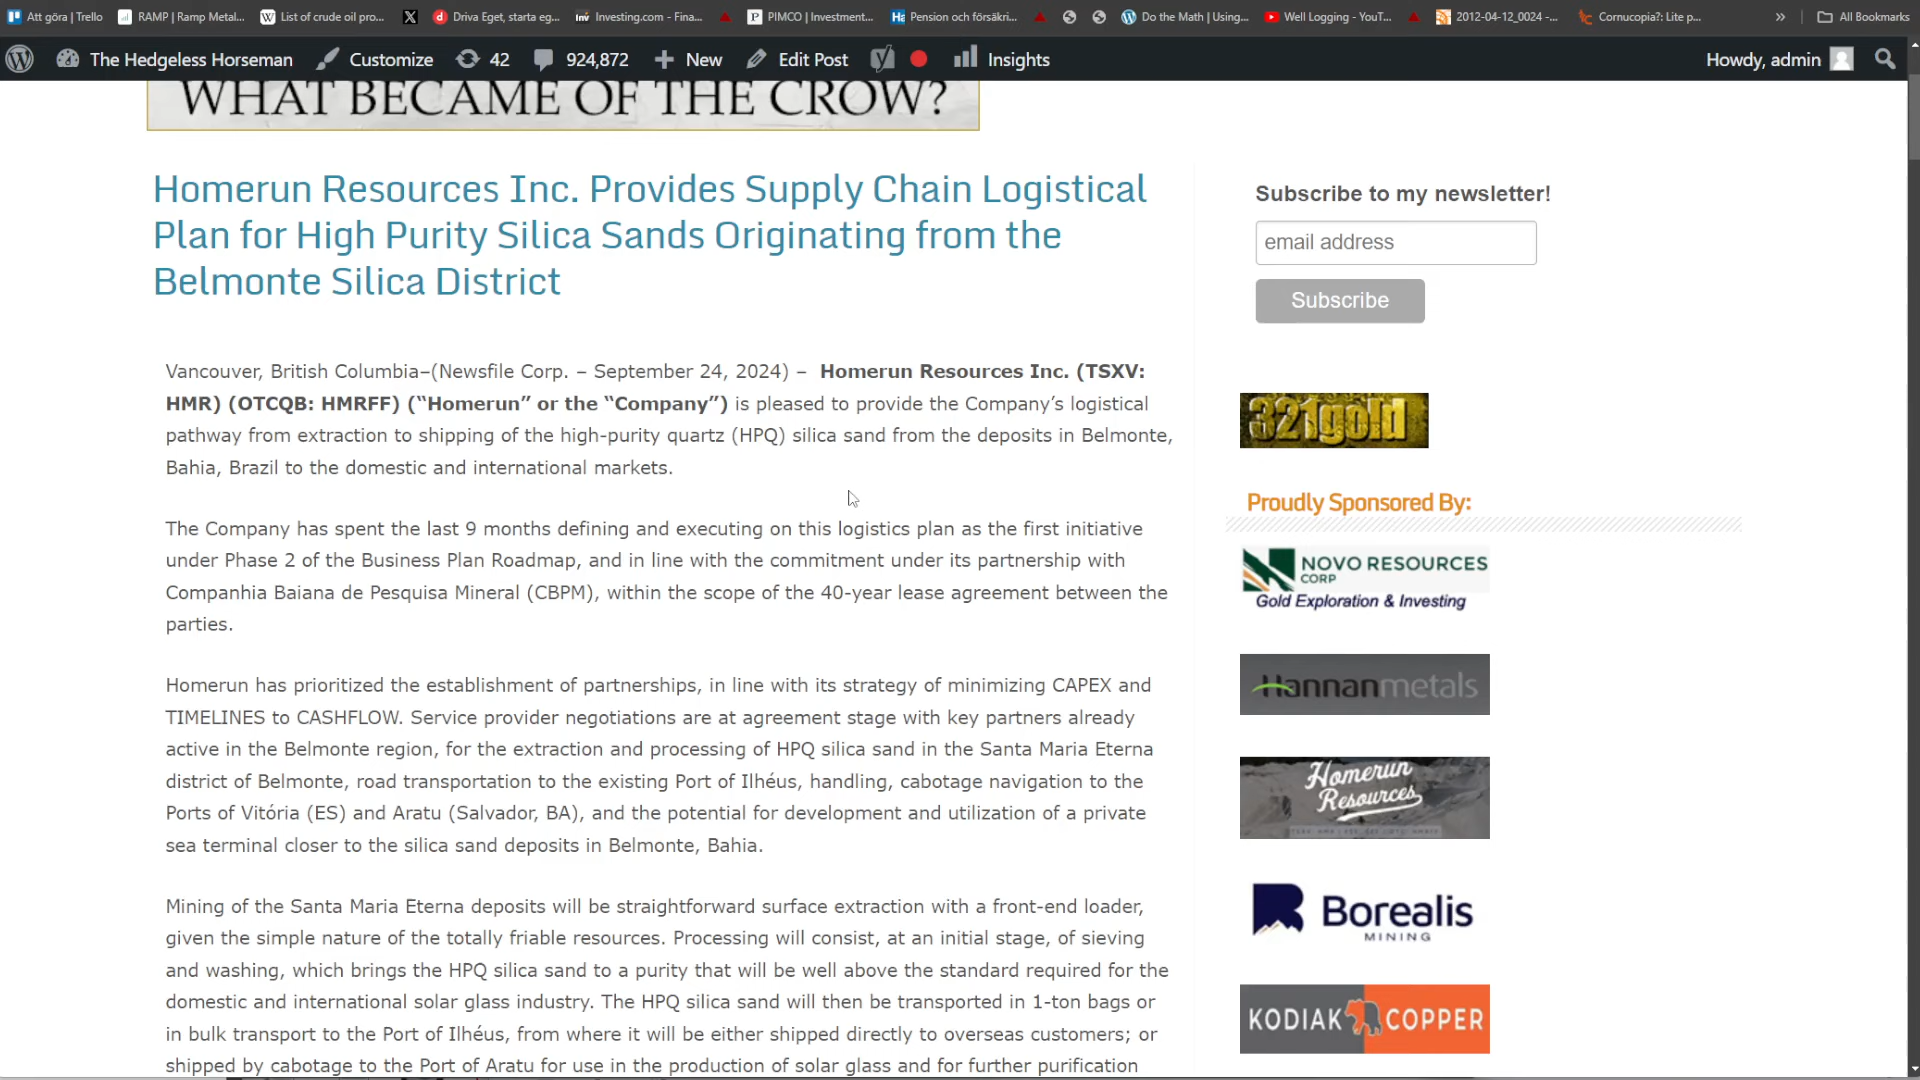 Att göra | Trello
RAMP | Ramp Metal...
List of crude oil pro...
Driva Eget, starta eg...
Investing.com - Fina...
PIMCO | Investment...
Pension och försäkri...
Do the Math | Using...
Well Logging - YouT...
2012-04-12_0024 -...
Cornucopia?: Lite p...
All Bookmarks
The Hedgeless Horseman
Customize
42
924,872
New
Edit Post
Insights
Howdy, admin
WHAT BECAME OF THE CROW?
Homerun Resources Inc. Provides Supply Chain Logistical
Plan for High Purity Silica Sands Originating from the
Belmonte Silica District
Vancouver, British Columbia–(Newsfile Corp. – September 24, 2024) – Homerun Resources Inc. (TSXV:
HMR) (OTCQB: HMRFF) (“Homerun” or the “Company”) is pleased to provide the Company’s logistical
pathway from extraction to shipping of the high-purity quartz (HPQ) silica sand from the deposits in Belmonte,
Bahia, Brazil to the domestic and international markets.
The Company has spent the last 9 months defining and executing on this logistics plan as the first initiative
under Phase 2 of the Business Plan Roadmap, and in line with the commitment under its partnership with
Companhia Baiana de Pesquisa Mineral (CBPM), within the scope of the 40-year lease agreement between the
parties.
Homerun has prioritized the establishment of partnerships, in line with its strategy of minimizing CAPEX and
TIMELINES to CASHFLOW. Service provider negotiations are at agreement stage with key partners already
active in the Belmonte region, for the extraction and processing of HPQ silica sand in the Santa Maria Eterna
district of Belmonte, road transportation to the existing Port of Ilhéus, handling, cabotage navigation to the
Ports of Vitória (ES) and Aratu (Salvador, BA), and the potential for development and utilization of a private
sea terminal closer to the silica sand deposits in Belmonte, Bahia.
Mining of the Santa Maria Eterna deposits will be straightforward surface extraction with a front-end loader,
given the simple nature of the totally friable resources. Processing will consist, at an initial stage, of sieving
and washing, which brings the HPQ silica sand to a purity that will be well above the standard required for the
domestic and international solar glass industry. The HPQ silica sand will then be transported in 1-ton bags or
in bulk transport to the Port of Ilhéus, from where it will be either shipped directly to overseas customers; or
shipped by cabotage to the Port of Aratu for use in the production of solar glass and for further purification
Subscribe to my newsletter!
email address
Subscribe
321gold
Proudly Sponsored By:
NOVO RESOURCES
CORP
Gold Exploration & Investing
Hannanmetals
Homerun
Resources
Borealis
MINING
KODIAK COPPER